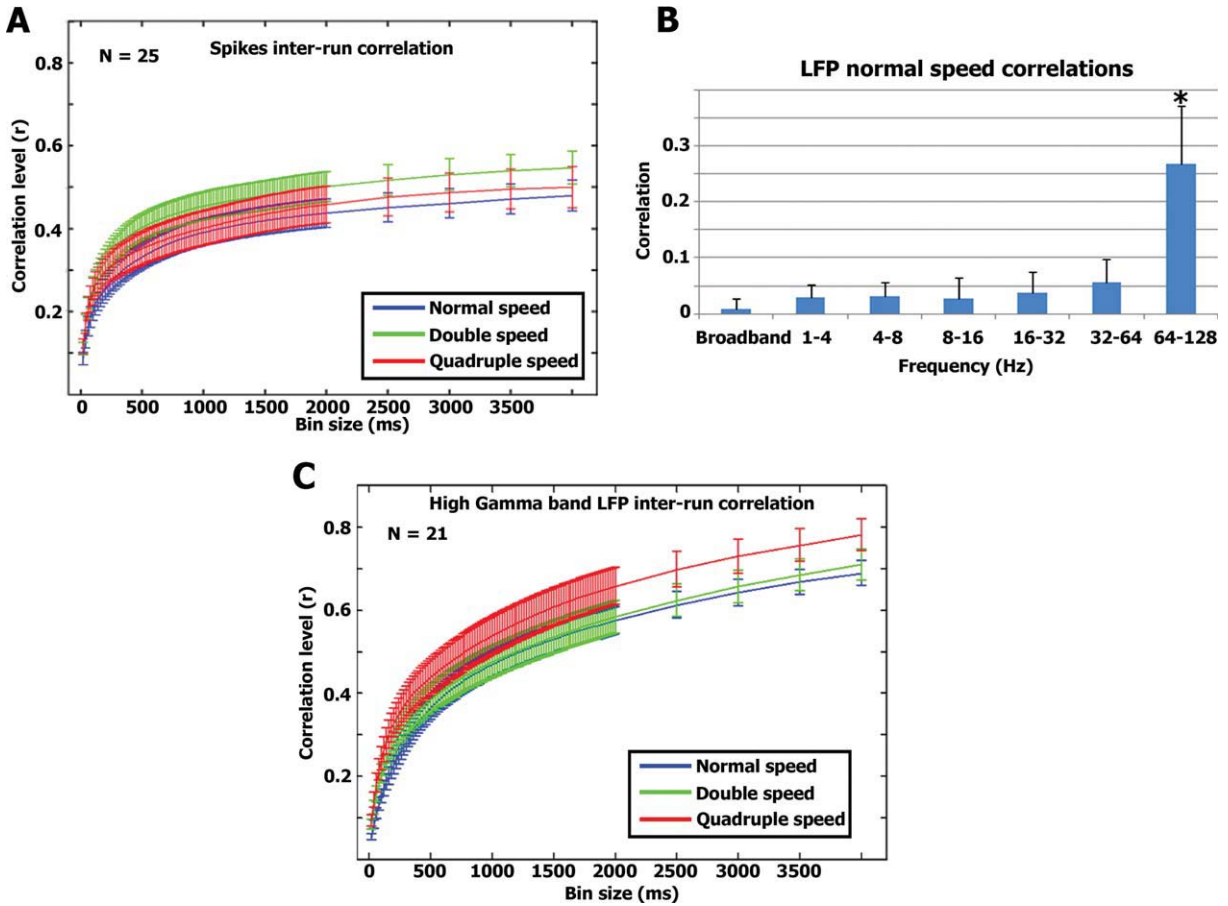 A
Spikes inter-run correlation
N = 25
0.8
0.6
0.4
0.2
Correlation level (r)
Normal speed
Double speed
Quadruple speed
0 500 1000 1500 2000 2500 3000 3500
Bin size (ms)
B
LFP normal speed correlations
*
0.3
0.1
0
Correlation
Broadband 1-4 4-8 8-16 16-32 32-64 64-128
Frequency (Hz)
C
High Gamma band LFP inter-run correlation
N = 21
0.8
0.6
0.4
0.2
Correlation level (r)
Normal speed
Double speed
Quadruple speed
0 500 1000 1500 2000 2500 3000 3500
Bin size (ms)